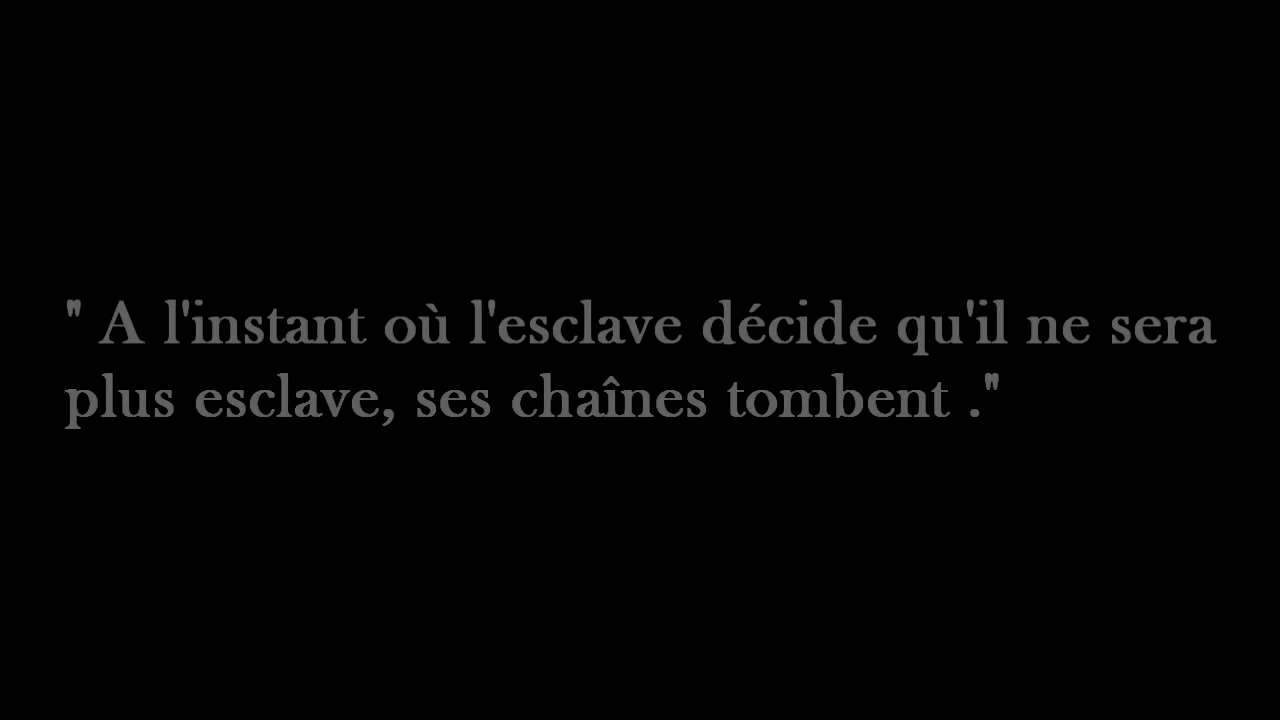 " A l'instant où l'esclave décide qu'il ne sera
plus esclave, ses chaînes tombent ."